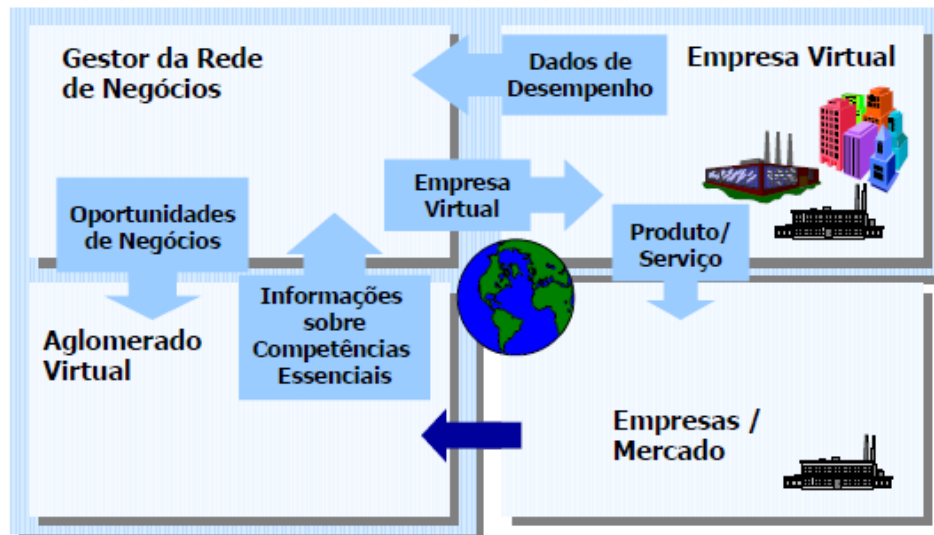 Gestor da Rede
de Negócios
Dados de
Desempenho
Empresa Virtual
Empresa
Virtual
Oportunidades
de Negócios
Produto/
Serviço
Informações
sobre
Competências
Essenciais
Aglomerado
Virtual
Empresas /
Mercado